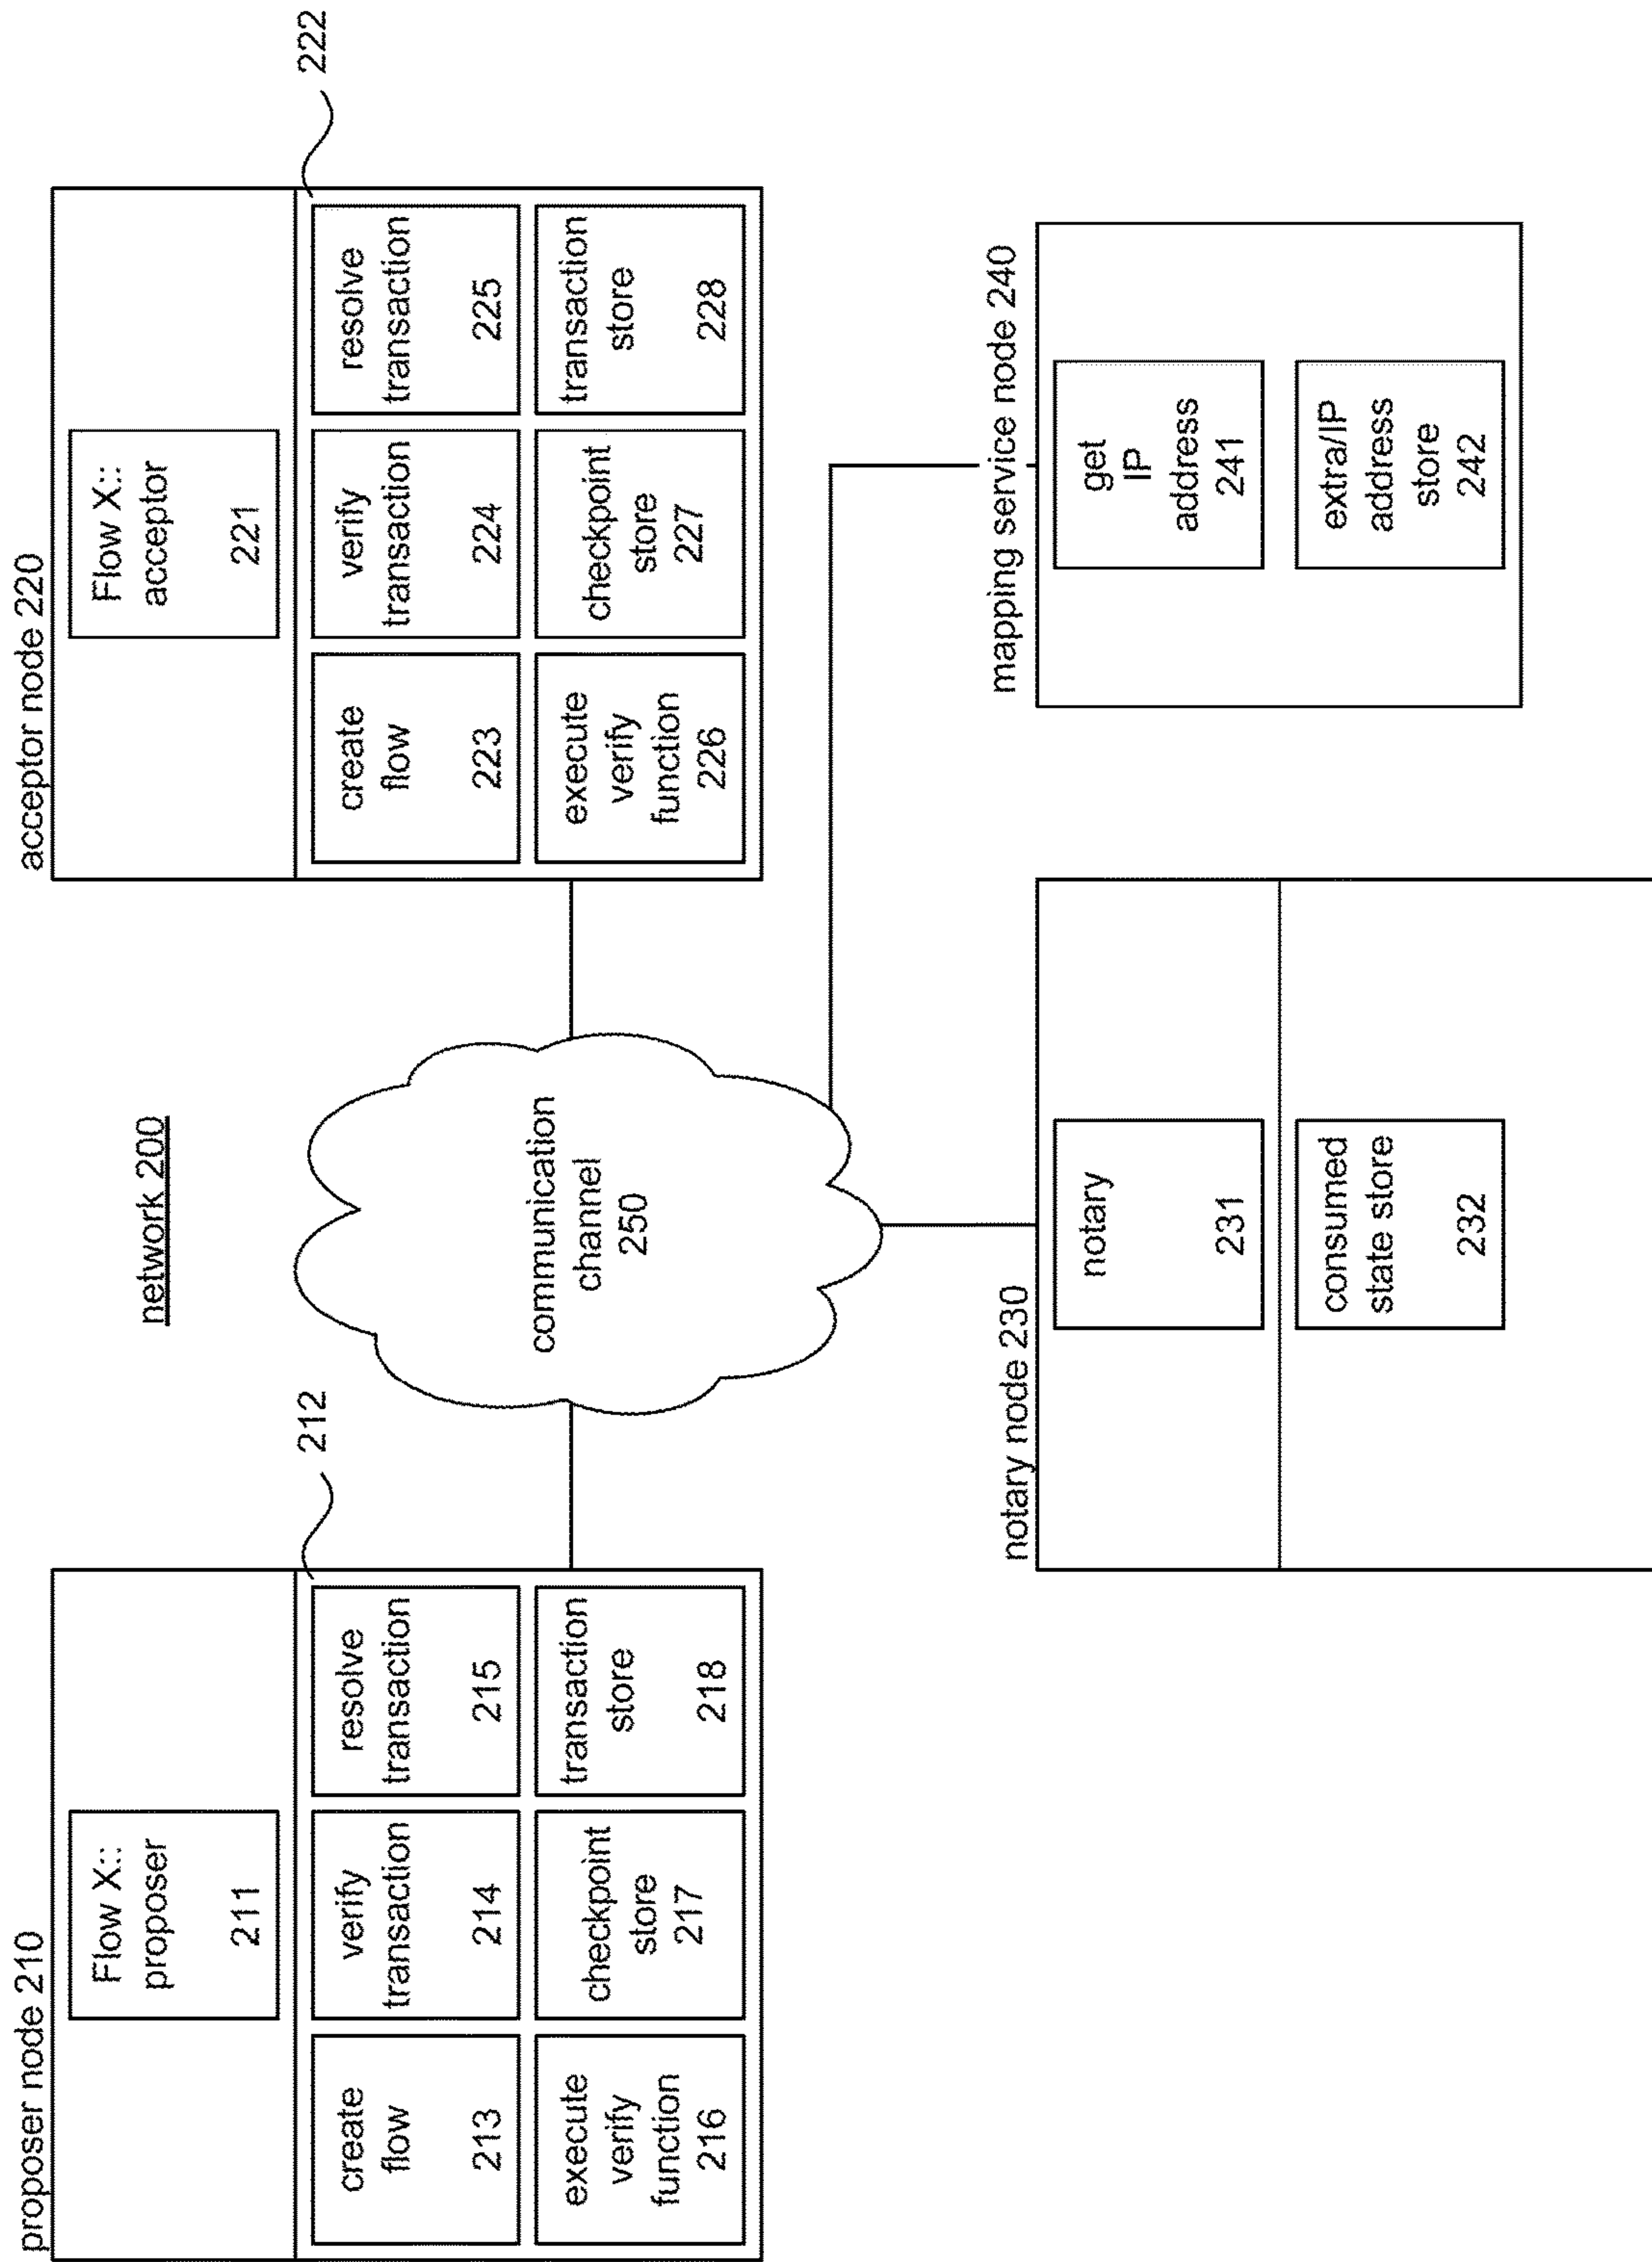 network 200
proposer node 210
Flow X::
proposer
211
212
create
flow
213
verify
transaction
214
resolve
transaction
215
execute
verify
function
216
checkpoint
store
217
transaction
store
218
communication
channel
250
acceptor node 220
Flow X::
acceptor
221
222
create
flow
223
verify
transaction
224
resolve
transaction
225
execute
verify
function
226
checkpoint
store
227
transaction
store
228
notary node 230
notary
231
consumed
state store
232
mapping service node 240
get
IP
address
241
extra/IP
address
store
242